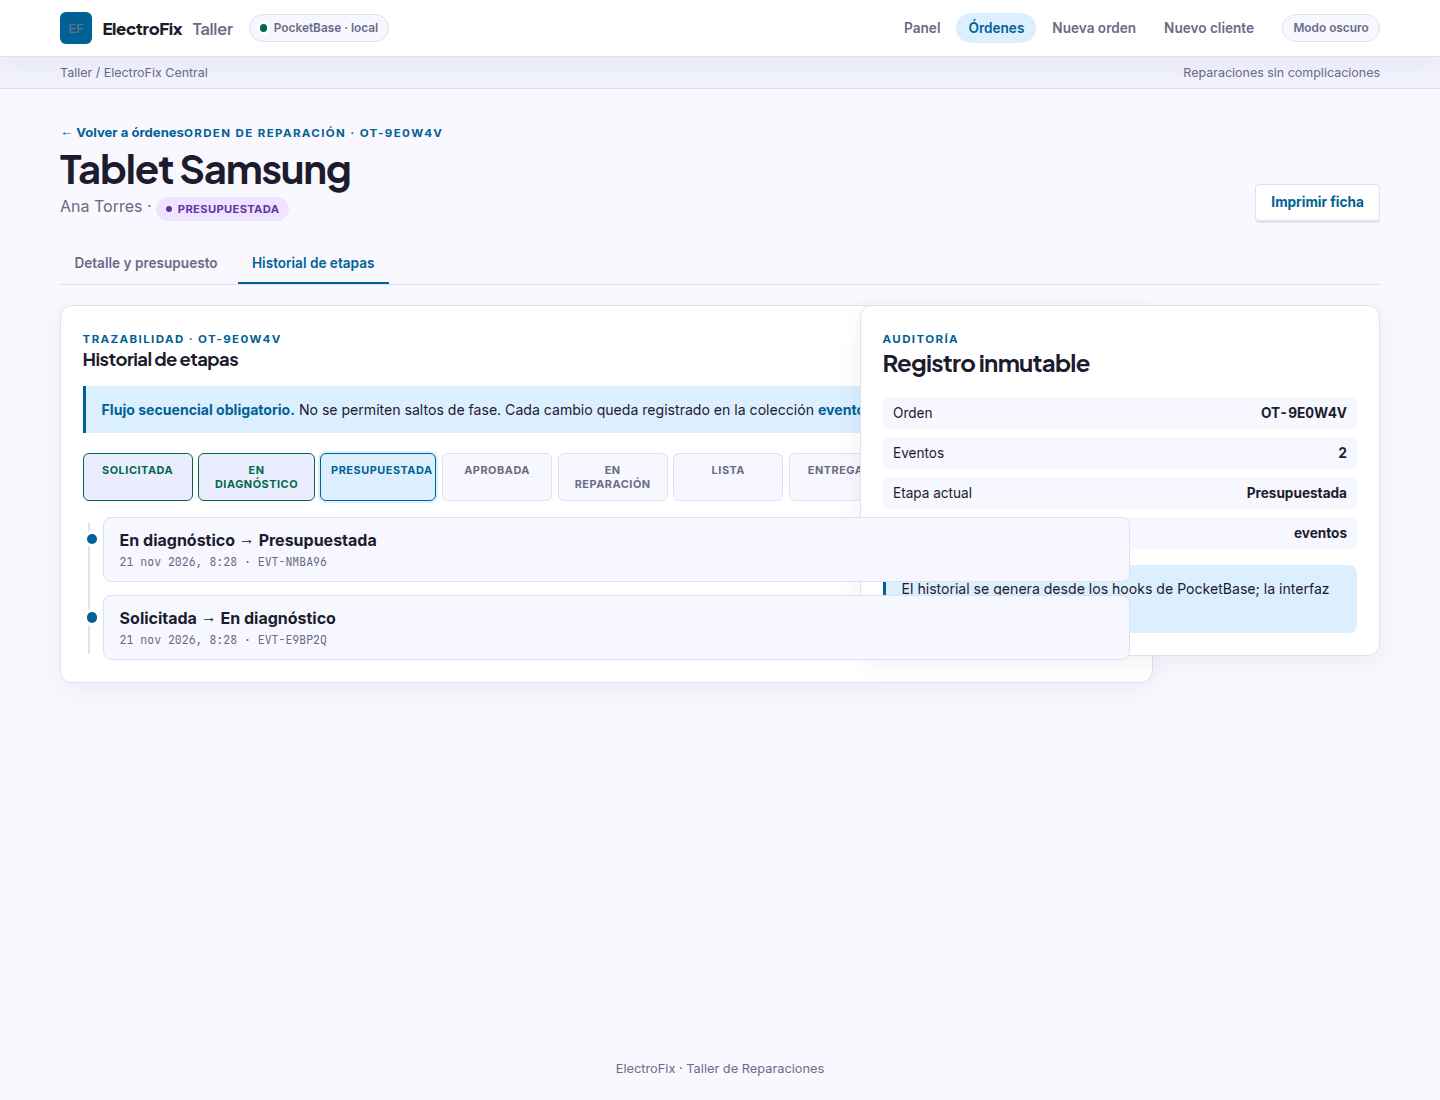 EF ElectroFix Taller PocketBase · local Panel Órdenes Nueva orden Nuevo cliente Modo oscuro
Taller / ElectroFix Central Reparaciones sin complicaciones
← Volver a órdenesORDEN DE REPARACIÓN · OT-9E0W4V
Tablet Samsung
Ana Torres · PRESUPUESTADA
Imprimir ficha
Detalle y presupuesto Historial de etapas
TRAZABILIDAD · OT-9E0W4V
Historial de etapas
Flujo secuencial obligatorio. No se permiten saltos de fase. Cada cambio queda registrado en la colección
SOLICITADA
EN
DIAGNÓSTICO
PRESUPUESTADA
APROBADA
EN
REPARACIÓN
LISTA
En diagnóstico → Presupuestada
21 nov 2026, 8:28 · EVT-NMBA96
Solicitada → En diagnóstico
21 nov 2026, 8:28 · EVT-E9BP2Q
AUDITORÍA
Registro inmutable
Orden OT-9E0W4V
Eventos 2
Etapa actual Presupuestada
eventos
El historial se genera desde los hooks de PocketBase; la interfaz
ElectroFix · Taller de Reparaciones